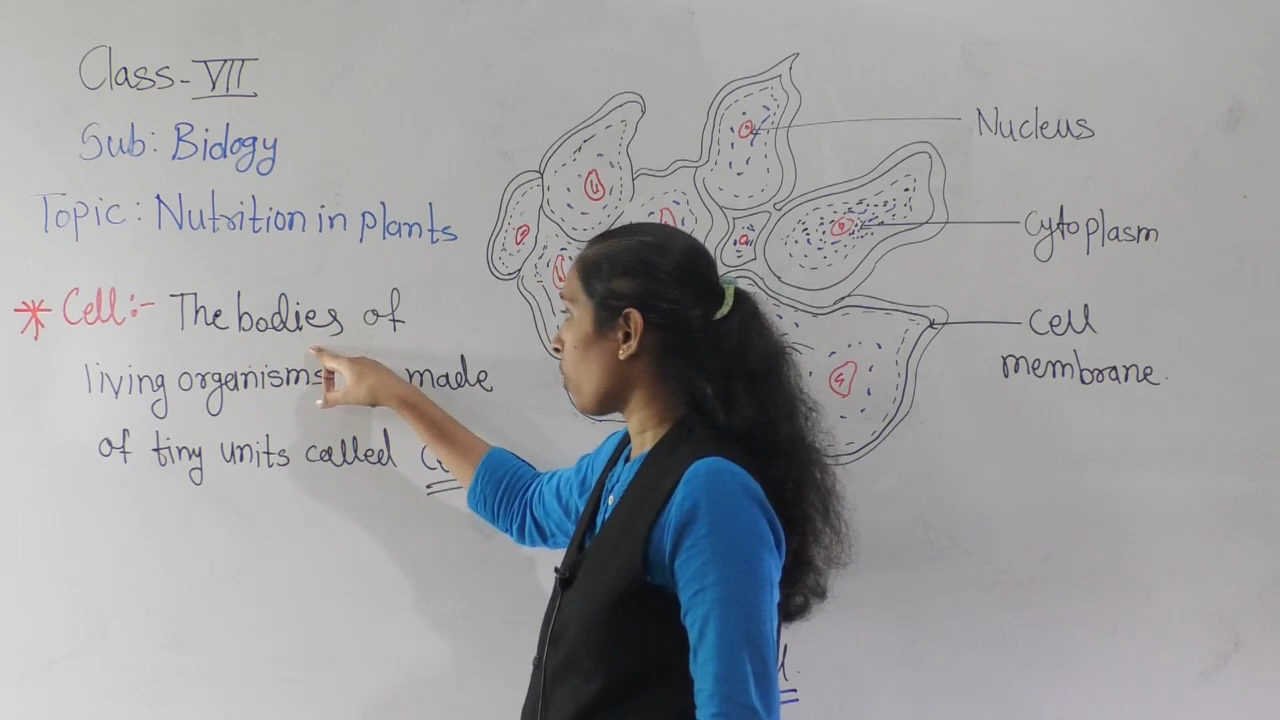 Class-VII
Sub: Biology
Topic: Nutrition in plants
* Cell:- The bodies of
living organisms made
of tiny units called
Nucleus
Cytoplasm
Cell
membrane.